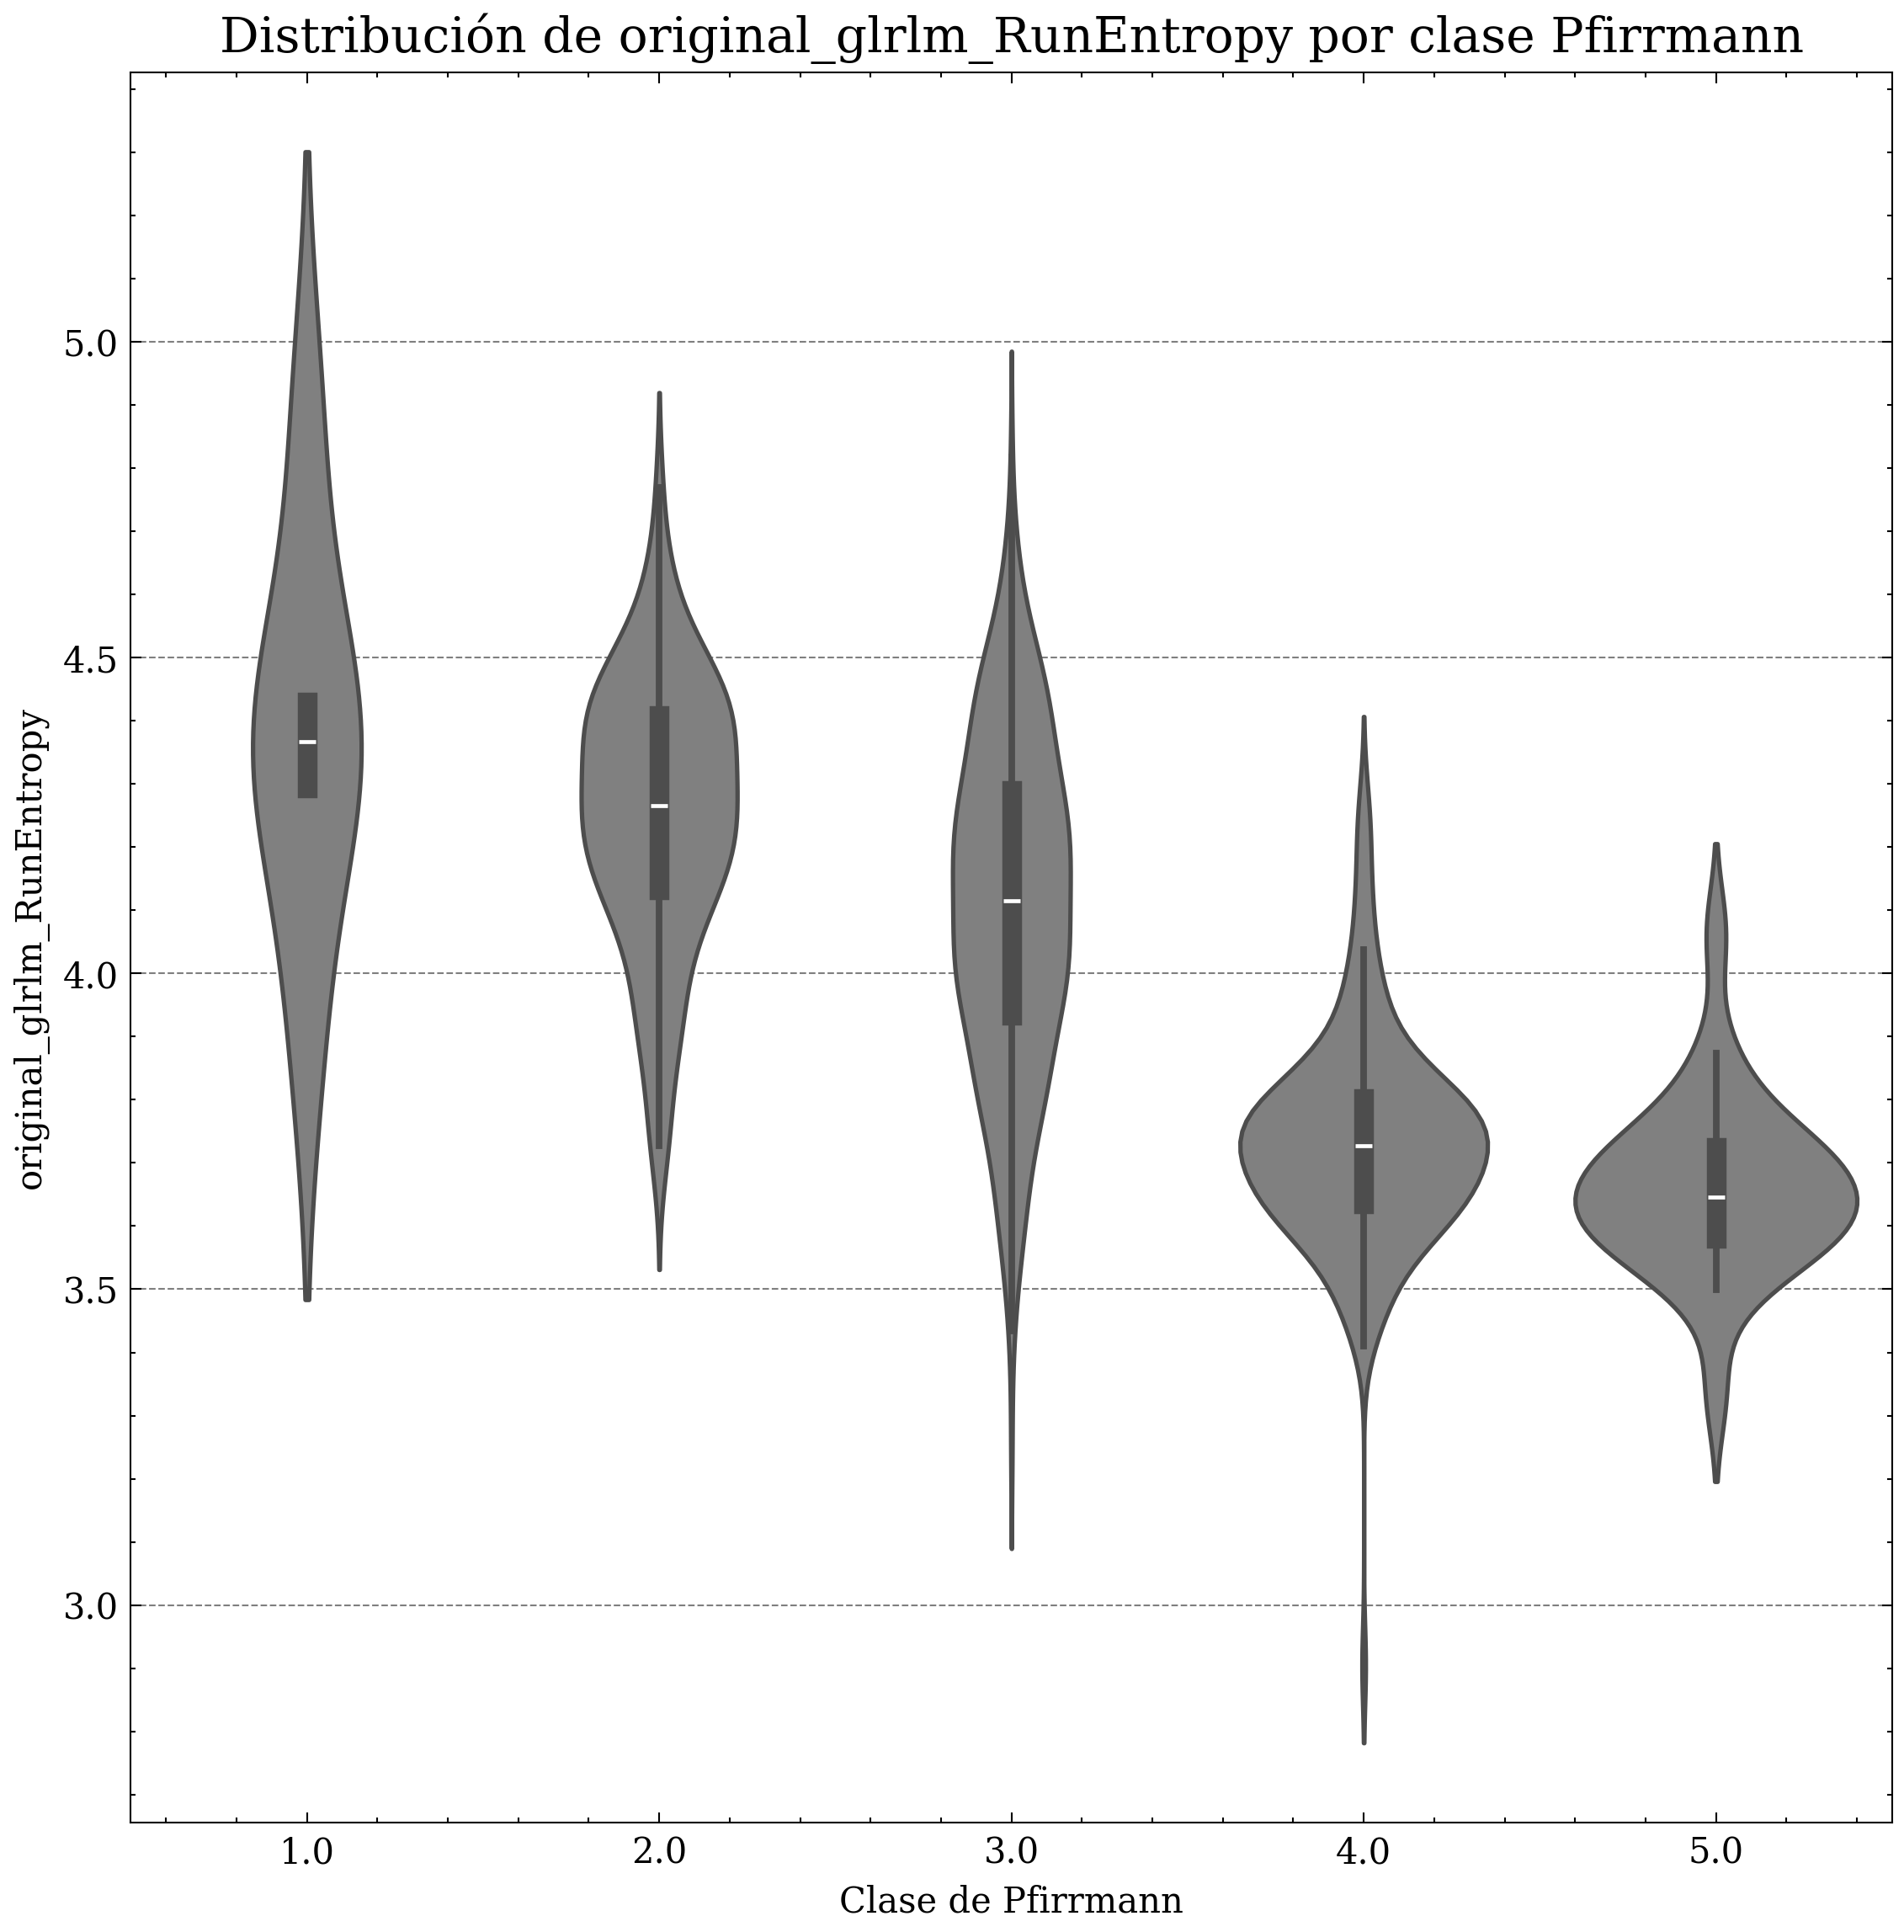 Distribución de original_glrlm_RunEntropy por clase Pfirrmann
original_glrlm_RunEntropy
5.0
4.5
4.0
3.5
3.0
1.0 2.0 3.0 4.0 5.0
Clase de Pfirrmann